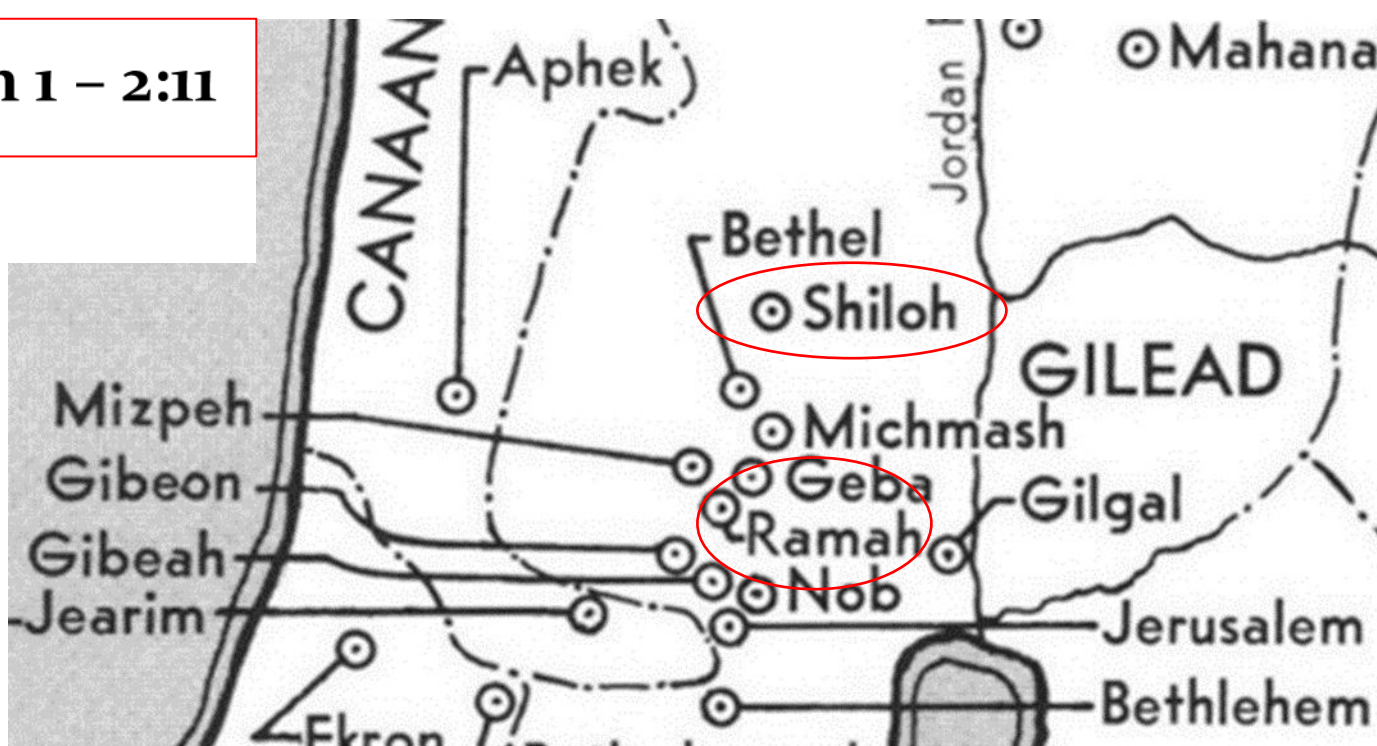 1 – 2:11
CANAAN
Aphek
Jordan
Mahana
Bethel
Shiloh
GILEAD
Mizpeh
Michmash
Gibeon
Geba
Gilgal
Ramah
Gibeah
Nob
-Jearim
Jerusalem
Bethlehem
Ekron